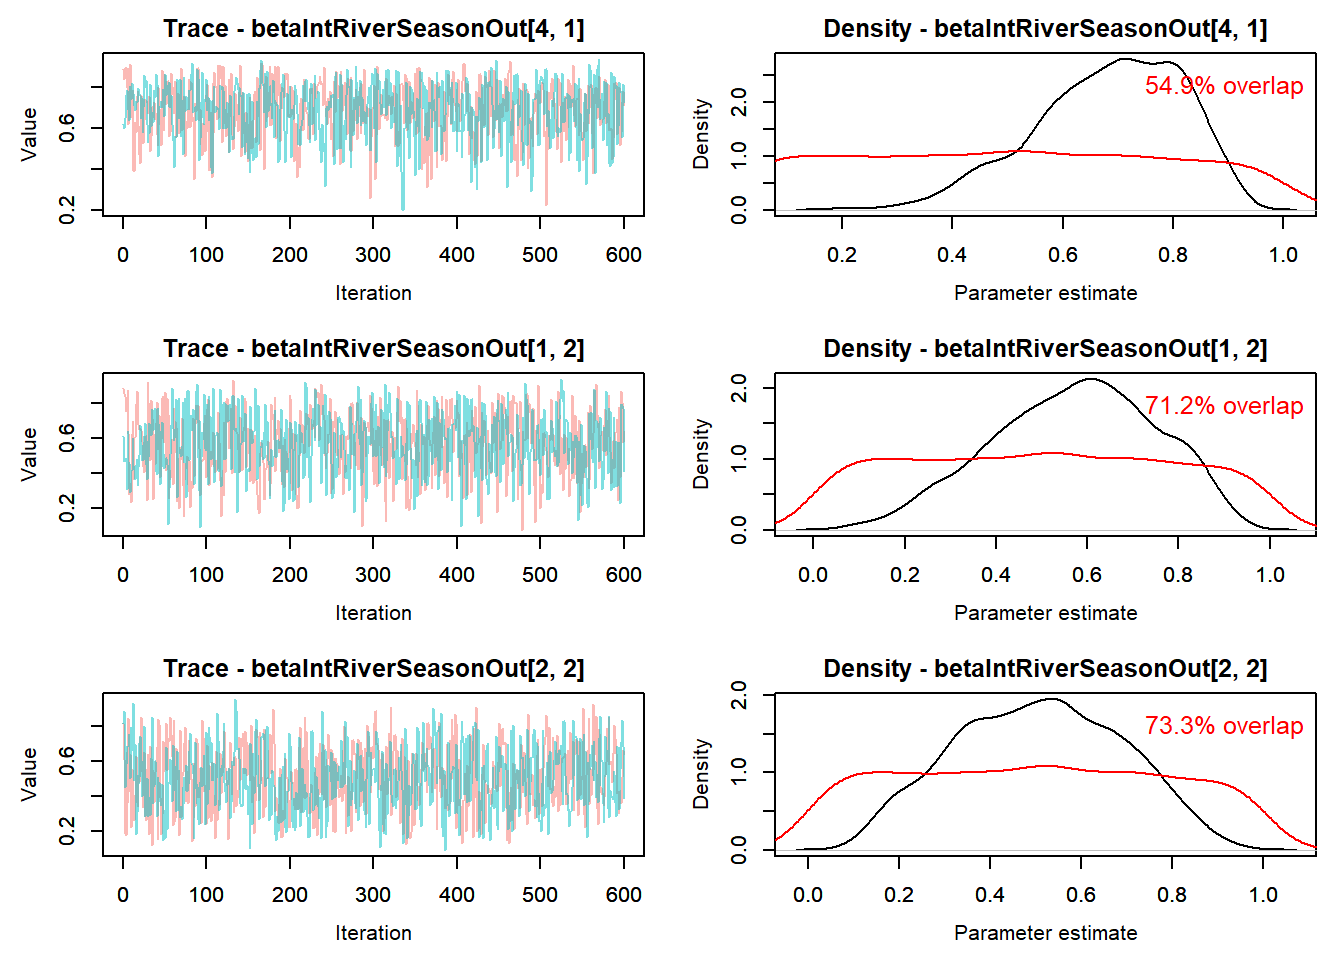 Trace - betaIntRiverSeasonOut[4, 1]
Value
0.2 0.6
0 100 200 300 400 500 600
Iteration
Density - betaIntRiverSeasonOut[4, 1]
54.9% overlap
Density
0.0 1.0 2.0
0.2 0.4 0.6 0.8 1.0
Parameter estimate
Trace - betaIntRiverSeasonOut[1, 2]
Value
0.2 0.6
0 100 200 300 400 500 600
Iteration
Density - betaIntRiverSeasonOut[1, 2]
71.2% overlap
Density
0.0 1.0 2.0
0.0 0.2 0.4 0.6 0.8 1.0
Parameter estimate
Trace - betaIntRiverSeasonOut[2, 2]
Value
0.2 0.6
0 100 200 300 400 500 600
Iteration
Density - betaIntRiverSeasonOut[2, 2]
73.3% overlap
Density
0.0 1.0 2.0
0.0 0.2 0.4 0.6 0.8 1.0
Parameter estimate